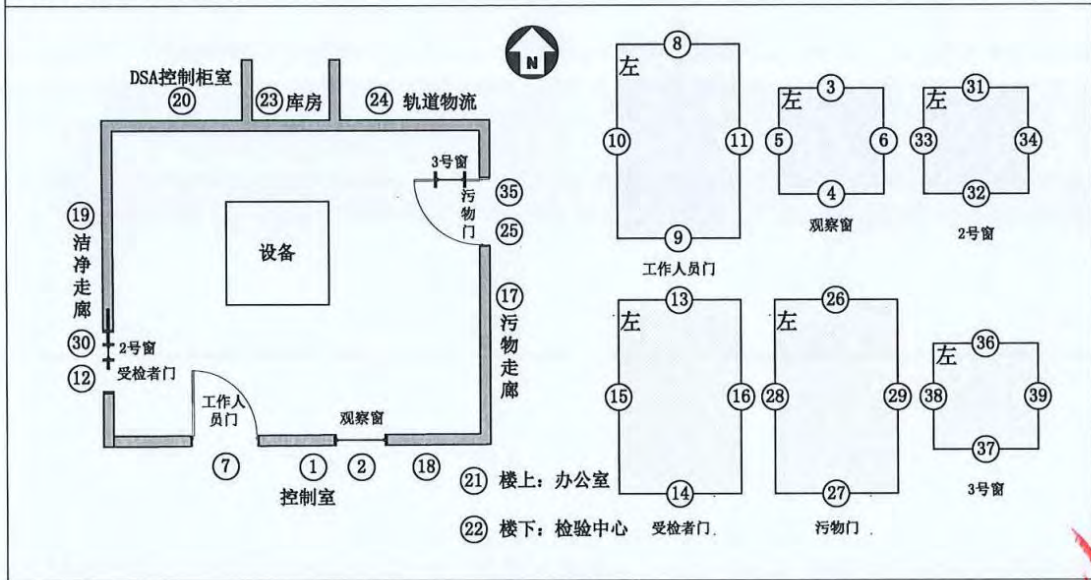 DSA控制柜室
⑳
㉓ 库房
㉔ 轨道物流
N
3号窗
污物门
㉟
㉕
⑲
洁净走廊
设备
⑰
污物走廊
㉚
⑫
2号窗
受检者门
工作人员门
观察窗
⑦
①
②
⑱
控制室
㉑ 楼上：办公室
㉒ 楼下：检验中心
⑧
左
⑩
⑪
⑨
工作人员门
③
左
⑤
⑥
④
观察窗
㉛
左
㉝
㉞
㉜
2号窗
⑬
左
⑮
⑯
⑭
受检者门
㉖
左
㉘
㉙
㉗
污物门
㊱
左
㊳
㊴
㊲
3号窗